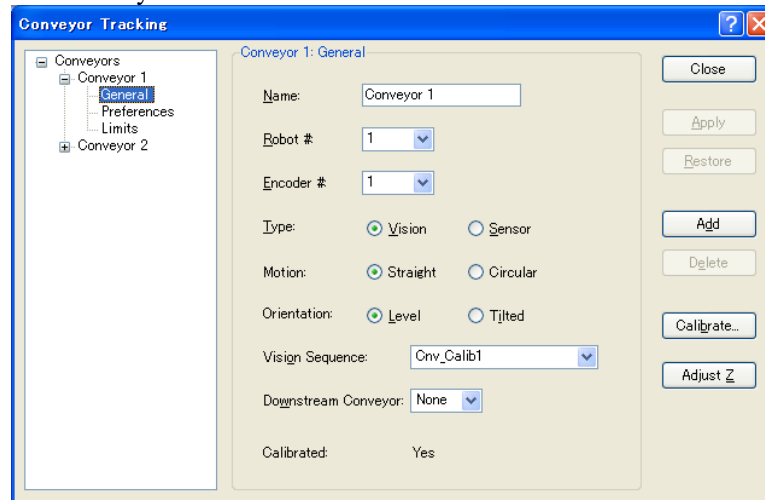 Conveyor Tracking
Conveyors
Conveyor 1
General
Preferences
Limits
Conveyor 2
Conveyor 1: General
Name: Conveyor 1
Robot # 1
Encoder # 1
Type: Vision Sensor
Motion: Straight Circular
Orientation: Level Tilted
Vision Sequence: Cnv_Calib1
Downstream Conveyor: None
Calibrated: Yes
Close
Apply
Restore
Add
Delete
Calibrate...
Adjust Z